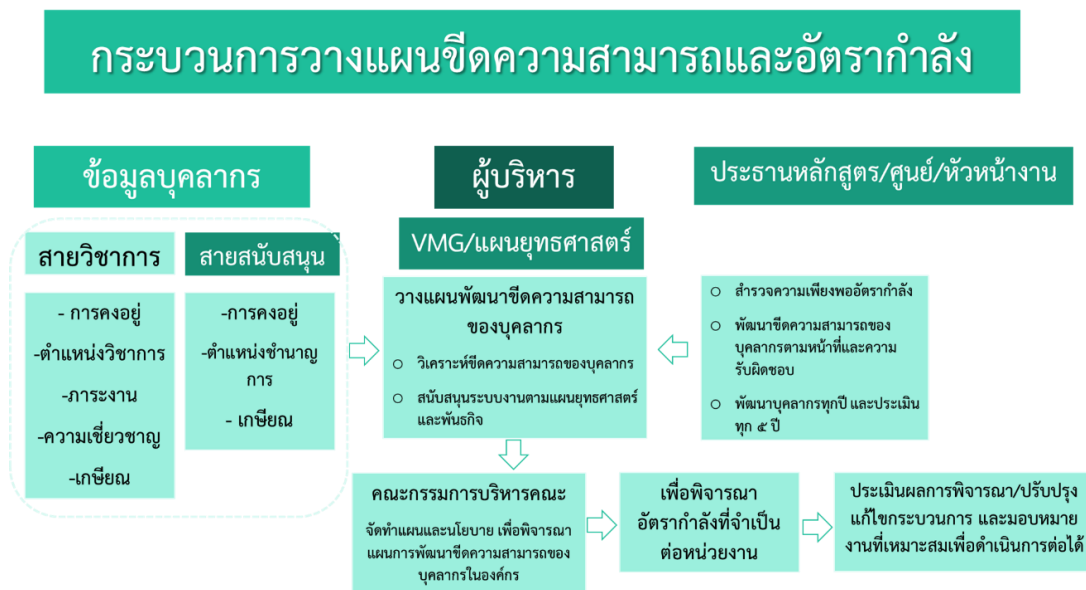 กระบวนการวางแผนขีดความสามารถและอัตรากำลัง
ข้อมูลบุคลากร
สายวิชาการ
- การคงอยู่
-ตำแหน่งวิชาการ
-ภาระงาน
-ความเชี่ยวชาญ
-เกษียณ
สายสนับสนุน
-การคงอยู่
-ตำแหน่งชำนาญ
การ
- เกษียณ
ผู้บริหาร
VMG/แผนยุทธศาสตร์
วางแผนพัฒนาขีดความสามารถ
ของบุคลากร
○ วิเคราะห์ขีดความสามารถของบุคลากร
○ สนับสนุนระบบงานตามแผนยุทธศาสตร์
และพันธกิจ
ประธานหลักสูตร/ศูนย์/หัวหน้างาน
○ สำรวจความเพียงพออัตรากำลัง
○ พัฒนาขีดความสามารถของ
บุคลากรตามหน้าที่และความ
รับผิดชอบ
○ พัฒนาบุคลากรทุกปี และประเมิน
ทุก ๕ ปี
คณะกรรมการบริหารคณะ
จัดทำแผนและนโยบาย เพื่อพิจารณา
แผนการพัฒนาขีดความสามารถของ
บุคลากรในองค์กร
เพื่อพิจารณา
อัตรากำลังที่จำเป็น
ต่อหน่วยงาน
ประเมินผลการพิจารณา/ปรับปรุง
แก้ไขกระบวนการ และมอบหมาย
งานที่เหมาะสมเพื่อดำเนินการต่อได้